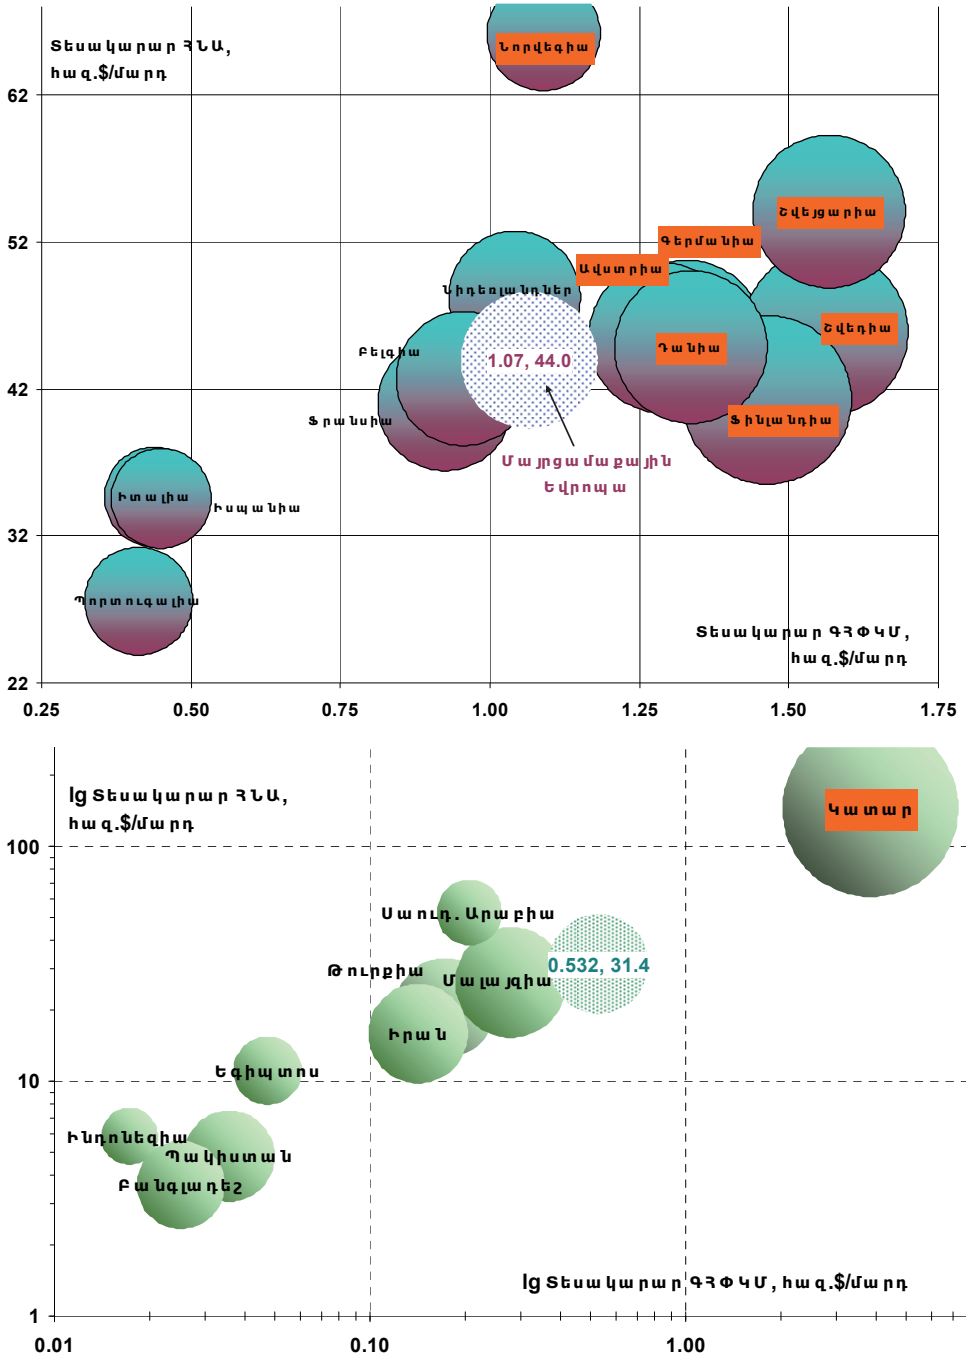 Տեսակարար ՀՆԱ,
հազ.$/մարդ
Նորվեգիա
62
Շվեյցարիա
52
Գերմանիա
Ավստրիա
Նիդեռլանդներ
Շվեդիա
Բելգիա
Դանիա
1.07, 44.0
42
Ֆրանսիա
Ֆինլանդիա
Մայրցամաքային
Եվրոպա
Իտալիա
Իսպանիա
32
Պորտուգալիա
Տեսակարար ԳՀՓԿՄ,
հազ.$/մարդ
22
0.25 0.50 0.75 1.00 1.25 1.50 1.75
lg Տեսակարար ՀՆԱ,
հազ.$/մարդ
Կատար
100
Սաուդ. Արաբիա
Թուրքիա
Մալայզիա
0.532, 31.4
Իրան
Եգիպտոս
10
Ինդոնեզիա
Պակիստան
Բանգլադեշ
lg Տեսակարար ԳՀՓԿՄ, հազ.$/մարդ
1
0.01 0.10 1.00